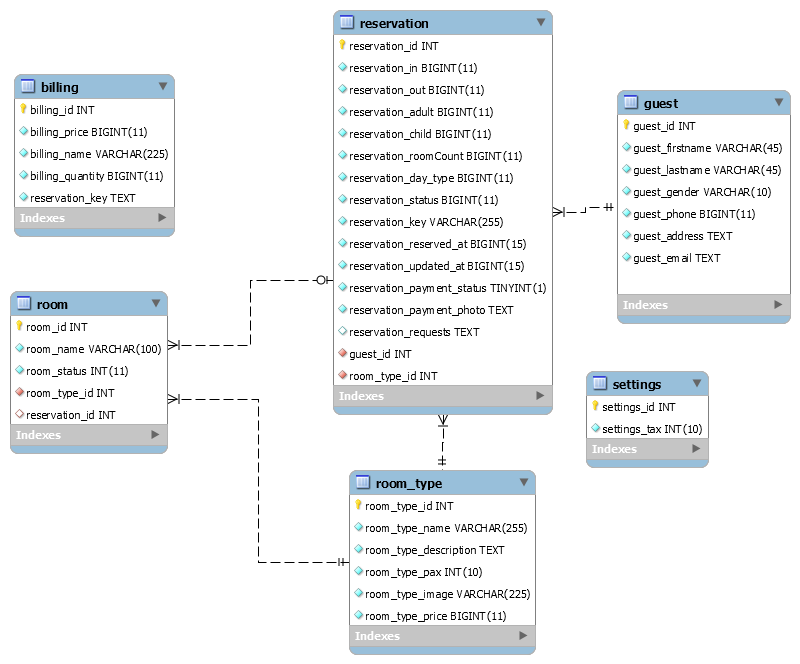 reservation
reservation_id INT
reservation_in BIGINT(11)
reservation_out BIGINT(11)
reservation_adult BIGINT(11)
reservation_child BIGINT(11)
reservation_roomCount BIGINT(11)
reservation_day_type BIGINT(11)
reservation_status BIGINT(11)
reservation_key VARCHAR(255)
reservation_reserved_at BIGINT(15)
reservation_updated_at BIGINT(15)
reservation_payment_status TINYINT(1)
reservation_payment_photo TEXT
reservation_requests TEXT
guest_id INT
room_type_id INT
Indexes
billing
billing_id INT
billing_price BIGINT(11)
billing_name VARCHAR(225)
billing_quantity BIGINT(11)
reservation_key TEXT
Indexes
guest
guest_id INT
guest_firstname VARCHAR(45)
guest_lastname VARCHAR(45)
guest_gender VARCHAR(10)
guest_phone BIGINT(11)
guest_address TEXT
guest_email TEXT
Indexes
room
room_id INT
room_name VARCHAR(100)
room_status INT(11)
room_type_id INT
reservation_id INT
Indexes
settings
settings_id INT
settings_tax INT(10)
Indexes
room_type
room_type_id INT
room_type_name VARCHAR(255)
room_type_description TEXT
room_type_pax INT(10)
room_type_image VARCHAR(225)
room_type_price BIGINT(11)
Indexes